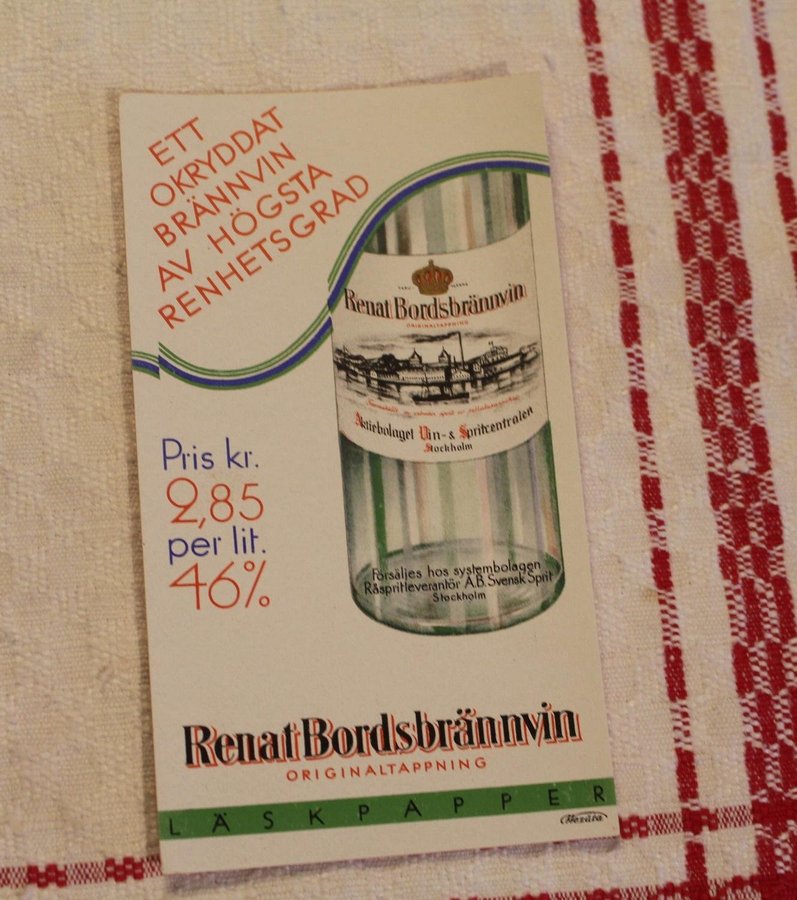 ETT
OKRYDDAT
BRÄNNVIN
AV HÖGSTA
RENHETSGRAD
Renat Bordsbrännvin
ORIGINALTAPPNING
Aktiebolaget Vin- & Spritcentralen
Stockholm
Pris kr.
2,85
per lit.
46%
Försäljes hos systembolagen
Råspritleverantör A.B. Svensk Sprit
Stockholm
Renat Bordsbrännvin
ORIGINALTAPPNING
LÄSKPAPPER